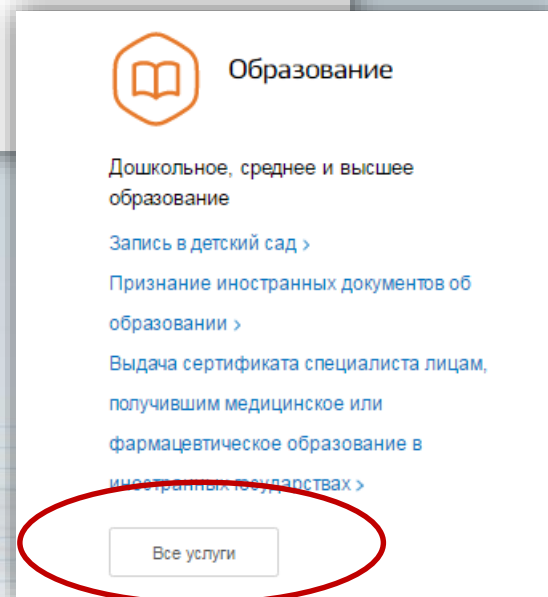 Образование
Дошкольное, среднее и высшее
образование
Запись в детский сад >
Признание иностранных документов об
образовании >
Выдача сертификата специалиста лицам,
получившим медицинское или
фармацевтическое образование в
иностранных государствах >
Все услуги